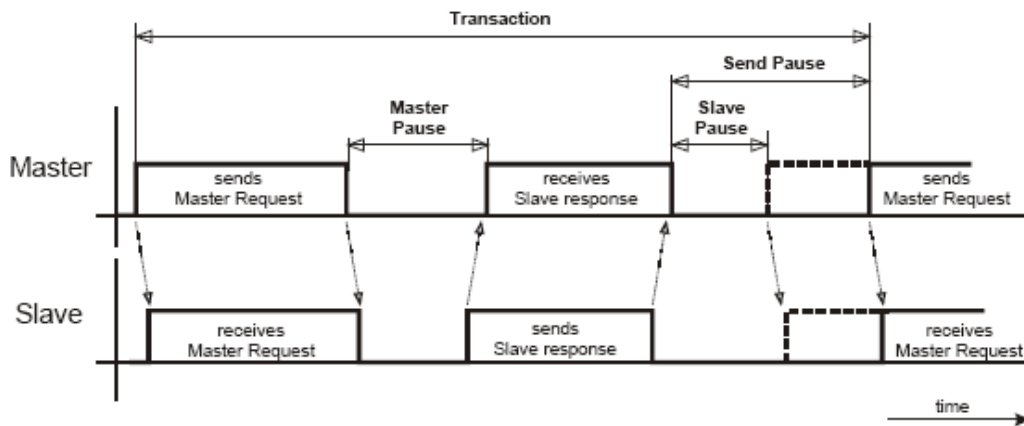 Transaction
Send Pause
Master
Pause
Slave
Pause
Master
sends
Master Request
receives
Slave response
sends
Master Request
Slave
receives
Master Request
sends
Slave response
receives
Master Request
time